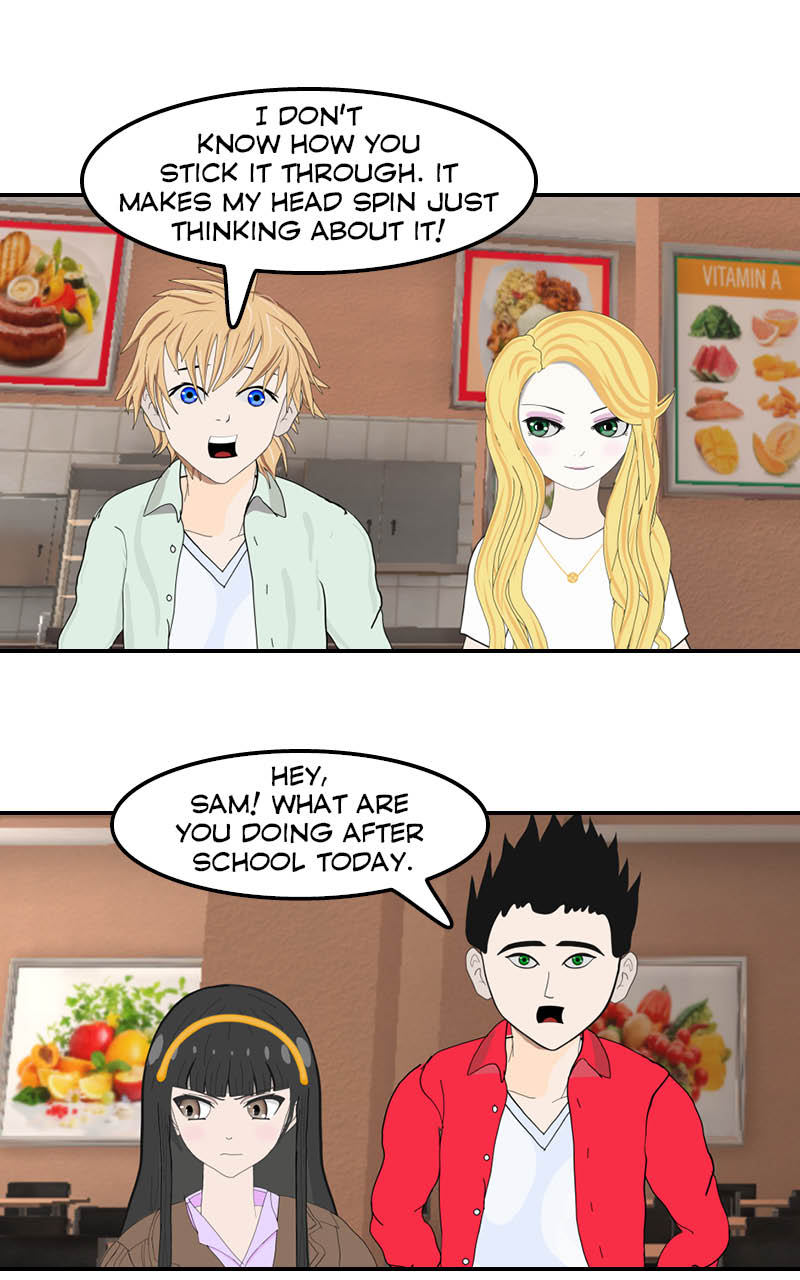 I DON'T
KNOW HOW YOU
STICK IT THROUGH. IT
MAKES MY HEAD SPIN JUST
THINKING ABOUT IT!
VITAMIN A
HEY,
SAM! WHAT ARE
YOU DOING AFTER
SCHOOL TODAY.